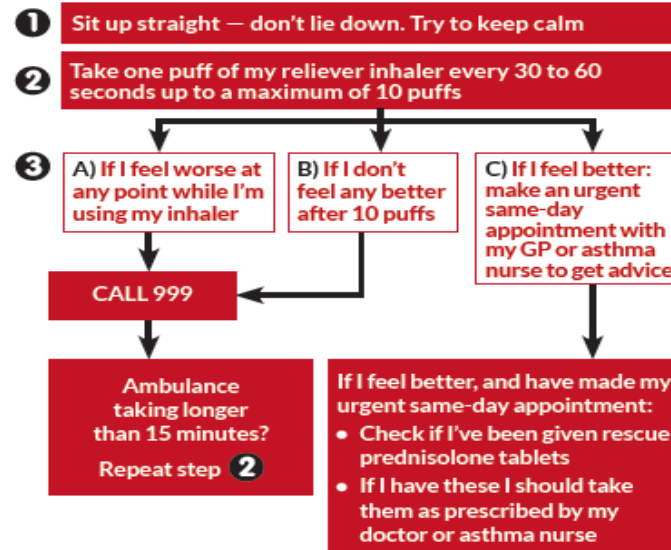 1 Sit up straight — don't lie down. Try to keep calm
2 Take one puff of my reliever inhaler every 30 to 60
seconds up to a maximum of 10 puffs
3
A) If I feel worse at
any point while I'm
using my inhaler
B) If I don't
feel any better
after 10 puffs
C) If I feel better:
make an urgent
same-day
appointment with
my GP or asthma
nurse to get advice
CALL 999
Ambulance
taking longer
than 15 minutes?
Repeat step 2
If I feel better, and have made my
urgent same-day appointment:
• Check if I've been given rescue
prednisolone tablets
• If I have these I should take
them as prescribed by my
doctor or asthma nurse